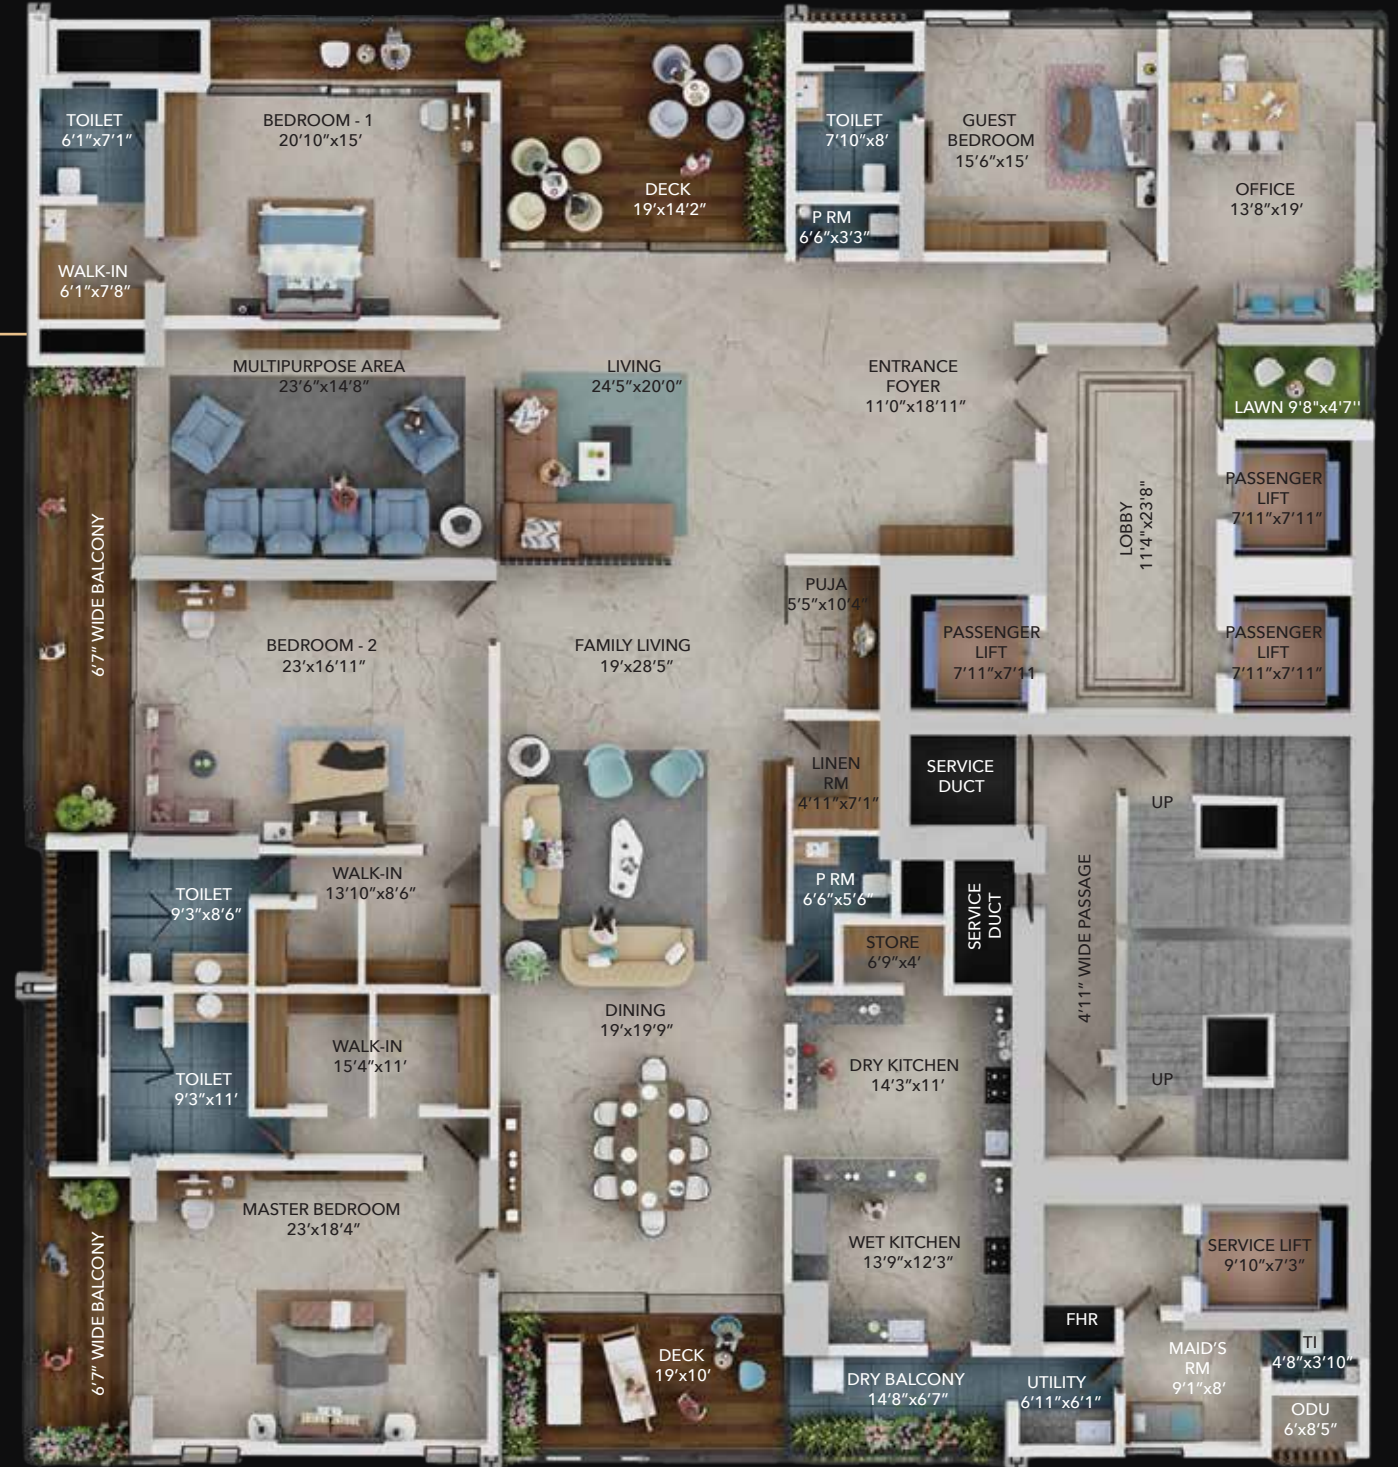 TOILET
6'1"x7'1"
BEDROOM - 1
20'10"x15'
DECK
19'x14'2"
TOILET
7'10"x8'
GUEST
BEDROOM
15'6"x15'
OFFICE
13'8"x19'
P RM
6'6"x3'3"
WALK-IN
6'1"x7'8"
MULTIPURPOSE AREA
23'6"x14'8"
LIVING
24'5"x20'0"
ENTRANCE
FOYER
11'0"x18'11"
LAWN 9'8"x4'7''
PASSENGER
LIFT
7'11"x7'11"
LOBBY
11'4"x23'8"
6'7" WIDE BALCONY
PUJA
5'5"x10'4"
BEDROOM - 2
23'x16'11"
FAMILY LIVING
19'x28'5"
PASSENGER
LIFT
7'11"x7'11
PASSENGER
LIFT
7'11"x7'11"
LINEN
RM
4'11"x7'1"
SERVICE
DUCT
UP
WALK-IN
13'10"x8'6"
TOILET
9'3"x8'6"
P RM
6'6"x5'6"
SERVICE
DUCT
4'11" WIDE PASSAGE
STORE
6'9"x4'
DINING
19'x19'9"
WALK-IN
15'4"x11'
TOILET
9'3"x11'
DRY KITCHEN
14'3"x11'
UP
MASTER BEDROOM
23'x18'4"
WET KITCHEN
13'9"x12'3"
SERVICE LIFT
9'10"x7'3"
6'7" WIDE BALCONY
FHR
DECK
19'x10'
MAID'S
RM
9'1"x8'
TI
4'8"x3'10"
DRY BALCONY
14'8"x6'7"
UTILITY
6'11"x6'1"
ODU
6'x8'5"